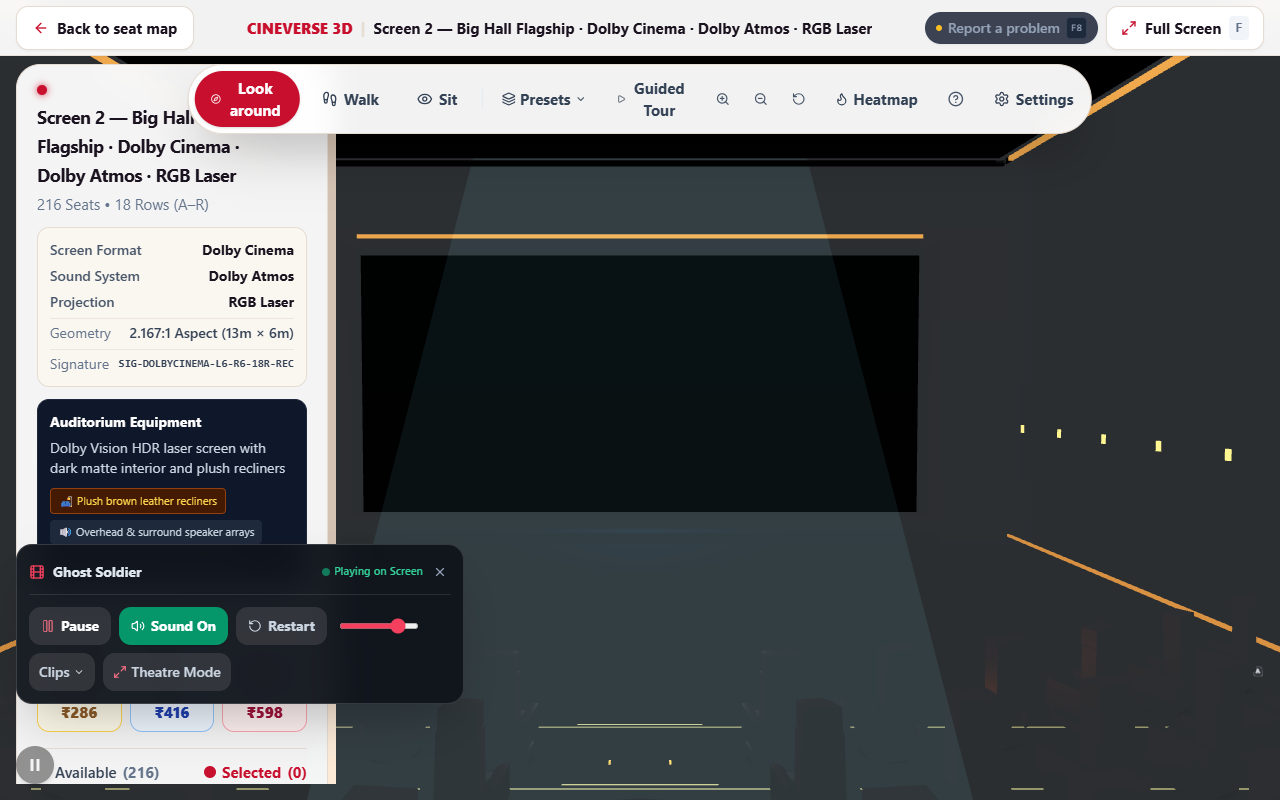 Back to seat map
CINEVERSE 3D
Screen 2 — Big Hall Flagship · Dolby Cinema · Dolby Atmos · RGB Laser
Report a problem F8
Full Screen F
Look around
Walk
Sit
Presets
Guided Tour
Heatmap
Settings
Screen 2 — Big Hall
Flagship · Dolby Cinema ·
Dolby Atmos · RGB Laser
216 Seats • 18 Rows (A–R)
Screen Format Dolby Cinema
Sound System Dolby Atmos
Projection RGB Laser
Geometry 2.167:1 Aspect (13m × 6m)
Signature SIG-DOLBYCINEMA-L6-R6-18R-REC
Auditorium Equipment
Dolby Vision HDR laser screen with
dark matte interior and plush recliners
Plush brown leather recliners
Overhead & surround speaker arrays
Ghost Soldier
Playing on Screen
Pause
Sound On
Restart
Clips
Theatre Mode
₹286 ₹416 ₹598
Available (216) Selected (0)
A